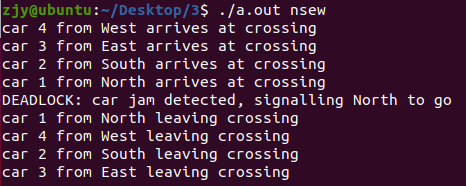 zjy@ubuntu:~/Desktop/3$ ./a.out nsew
car 4 from West arrives at crossing
car 3 from East arrives at crossing
car 2 from South arrives at crossing
car 1 from North arrives at crossing
DEADLOCK: car jam detected, signalling North to go
car 1 from North leaving crossing
car 4 from West leaving crossing
car 2 from South leaving crossing
car 3 from East leaving crossing